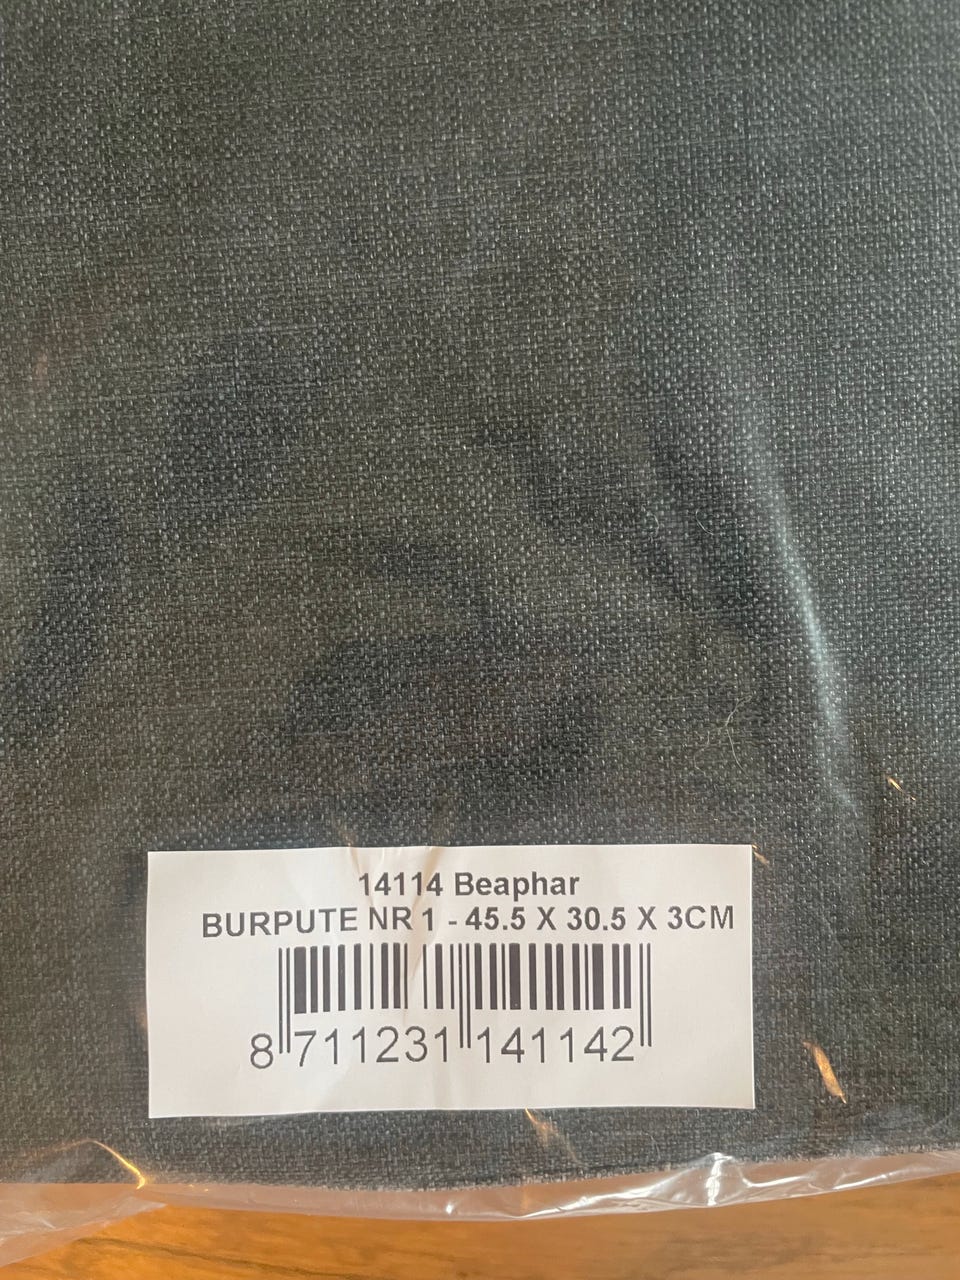 14114 Beaphar
BURPUTE NR 1 - 45.5 X 30.5 X 3CM
8 711231 141142